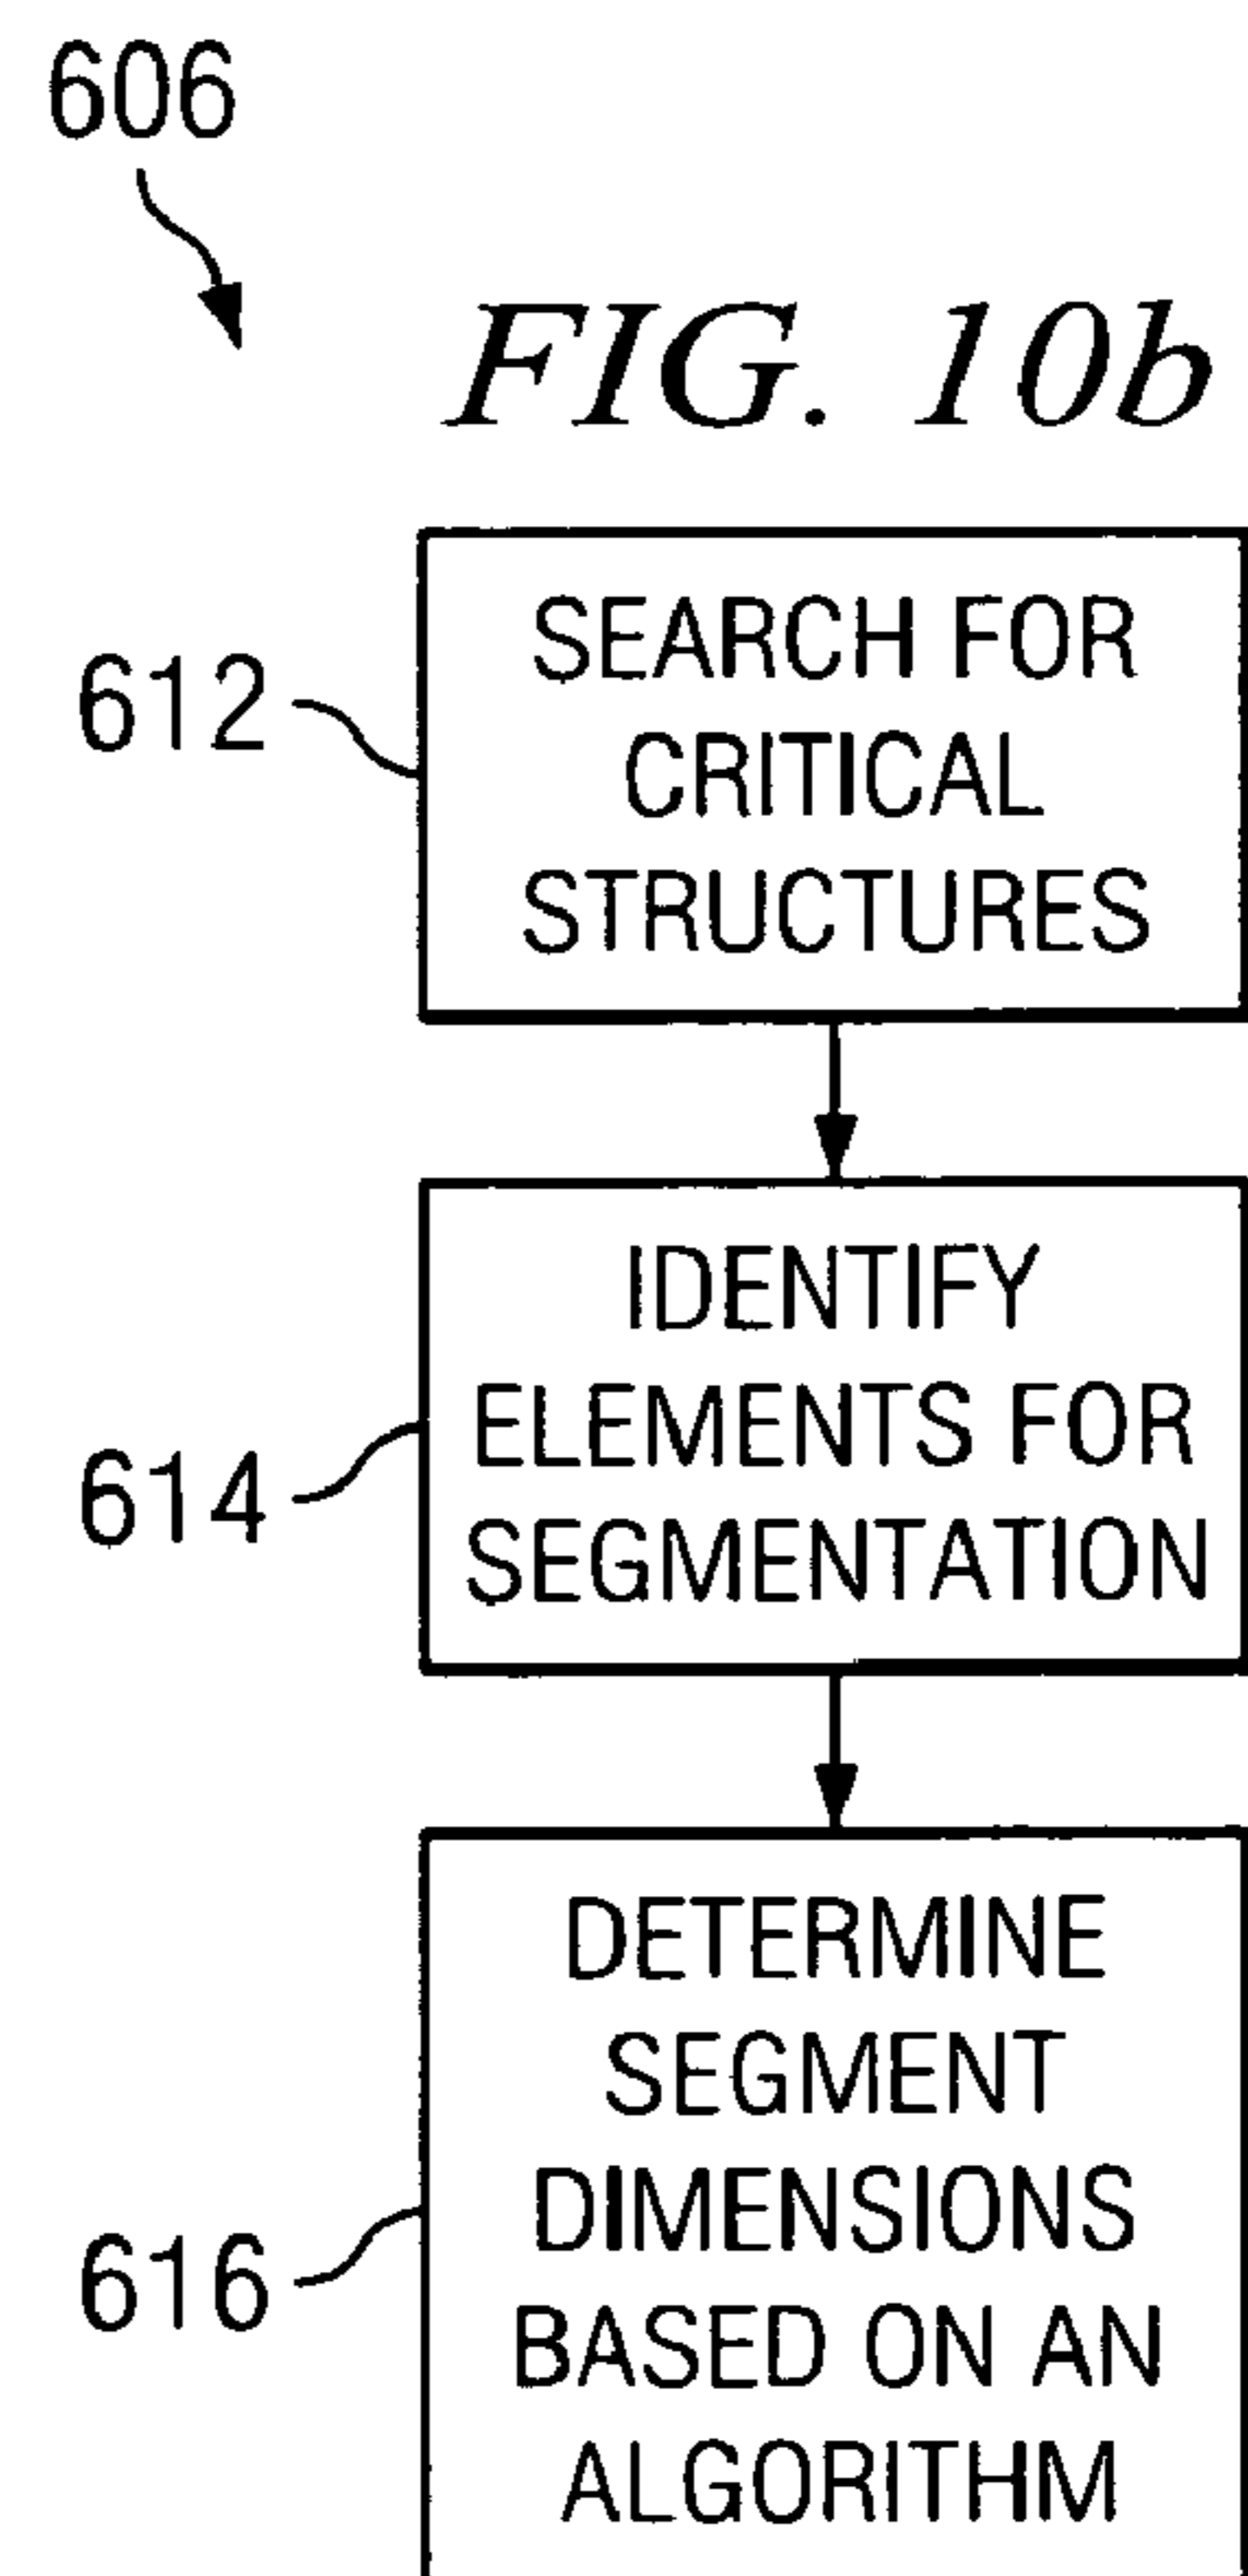 606
FIG. 10b
SEARCH FOR
CRITICAL
STRUCTURES
612
IDENTIFY
ELEMENTS FOR
SEGMENTATION
614
DETERMINE
SEGMENT
DIMENSIONS
BASED ON AN
ALGORITHM
616